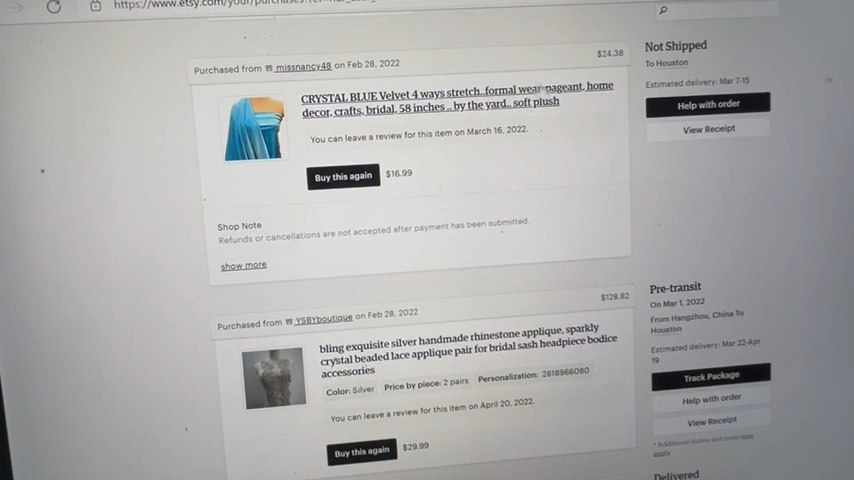 Purchased from missnancy48 on Feb 28, 2022
$24.38
CRYSTAL BLUE Velvet 4 ways stretch..formal wear pageant, home
decor, crafts, bridal, 58 inches .. by the yard.. soft plush
You can leave a review for this item on March 16, 2022.
Buy this again $16.99
Shop Note
Refunds or cancellations are not accepted after payment has been submitted.
show more
Not Shipped
To Houston
Estimated delivery: Mar 7-15
Help with order
View Receipt
Purchased from YSBYboutique on Feb 28, 2022
$128.82
bling exquisite silver handmade rhinestone applique, sparkly
crystal beaded lace applique pair for bridal sash headpiece bodice
accessories
Color: Silver Price by piece: 2 pairs Personalization: 2818966080
You can leave a review for this item on April 20, 2022.
Buy this again $29.99
Pre-transit
On Mar 1, 2022
From Hangzhou, China To
Houston
Estimated delivery: Mar 22-Apr
19
Track Package
Help with order
View Receipt
* Additional duties and taxes may
apply
Delivered